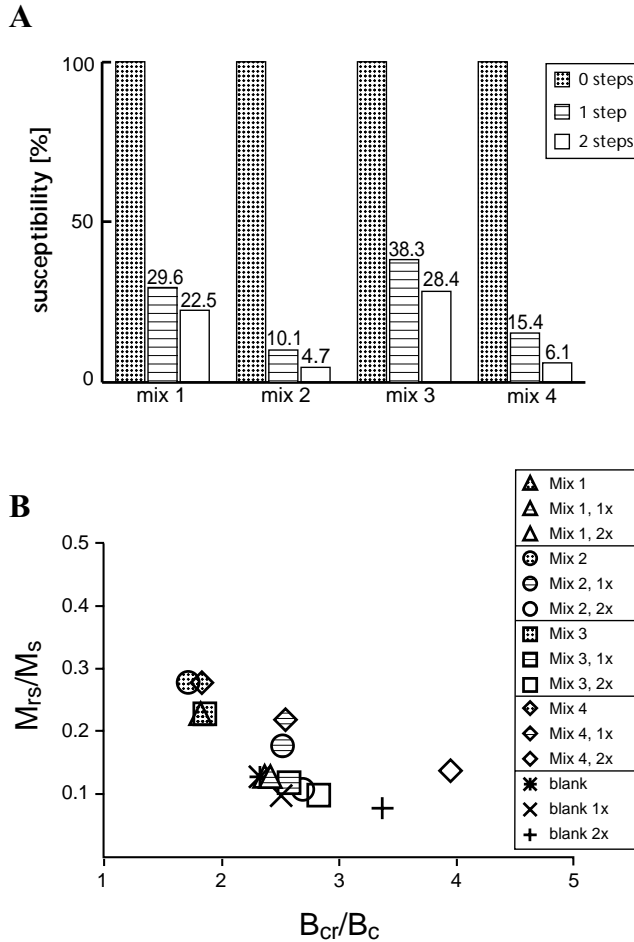 A
100
50
0
susceptibility [%]
0 steps
1 step
2 steps
29.6
22.5
10.1
4.7
38.3
28.4
15.4
6.1
mix 1
mix 2
mix 3
mix 4
B
0.5
0.4
0.3
0.2
0.1
Mrs/Ms
1
2
3
4
5
Bcr/Bc
Mix 1
Mix 1, 1x
Mix 1, 2x
Mix 2
Mix 2, 1x
Mix 2, 2x
Mix 3
Mix 3, 1x
Mix 3, 2x
Mix 4
Mix 4, 1x
Mix 4, 2x
blank
blank 1x
blank 2x